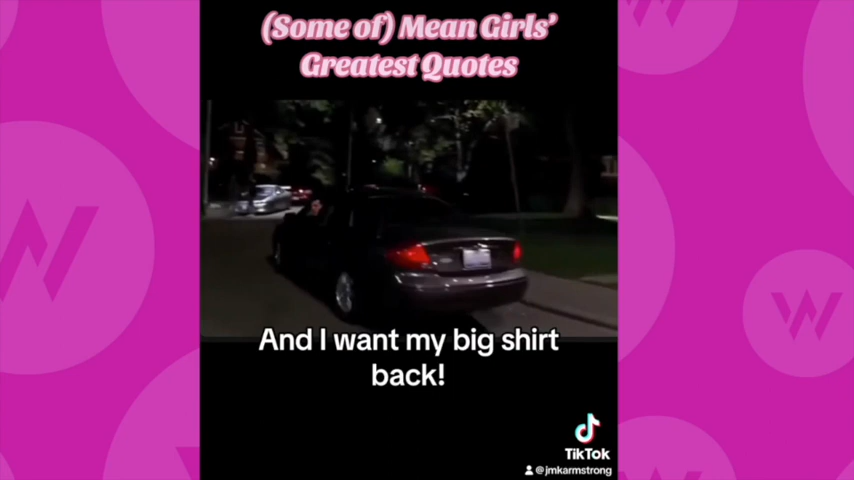 (Some of) Mean Girls'
Greatest Quotes
And I want my big shirt
back!
TikTok
@jmkarmstrong